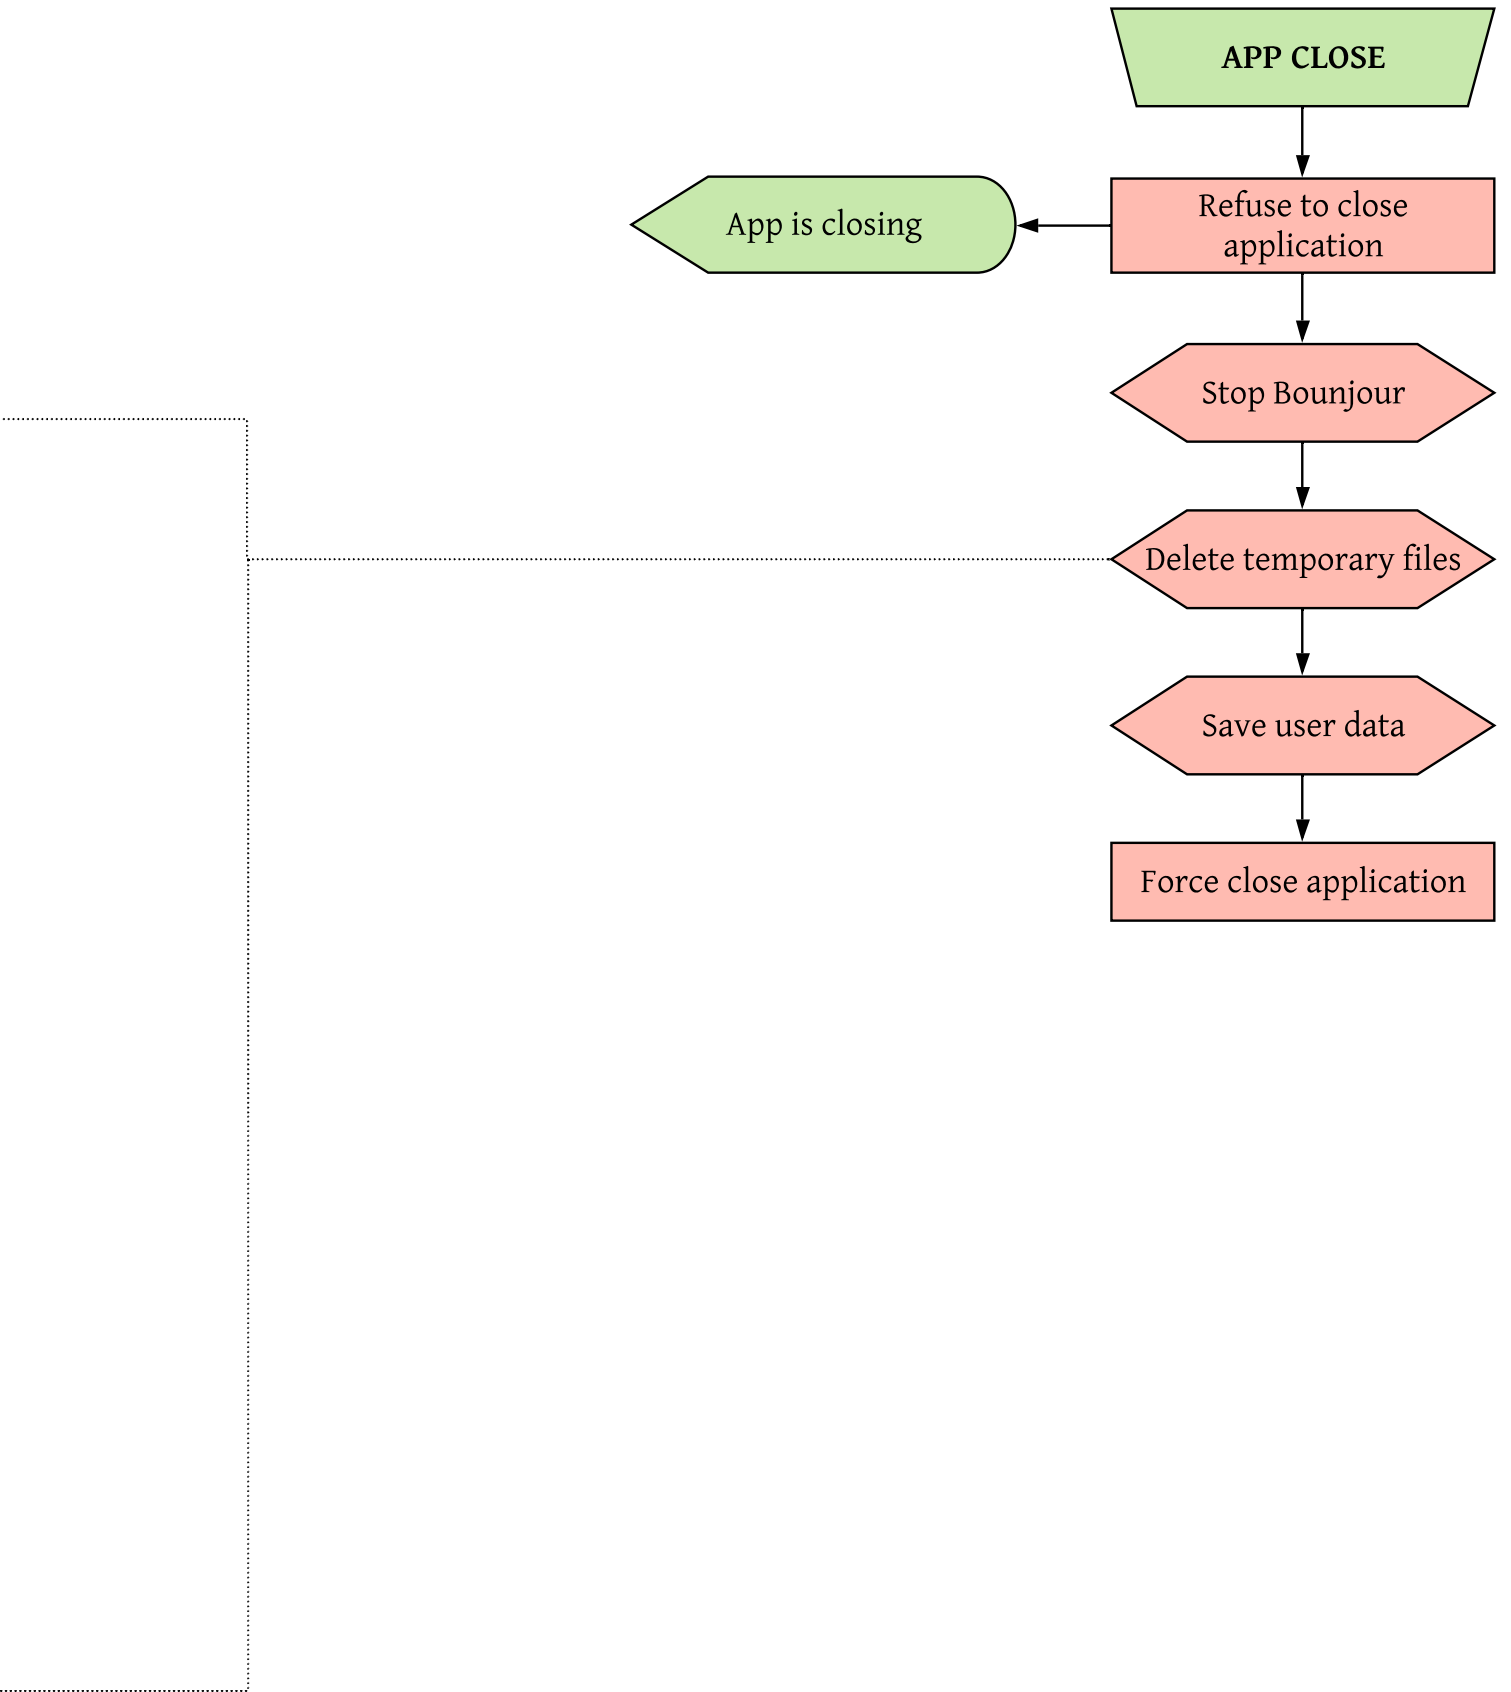 APP CLOSE
App is closing
Refuse to close
application
Stop Bounjour
Delete temporary files
Save user data
Force close application